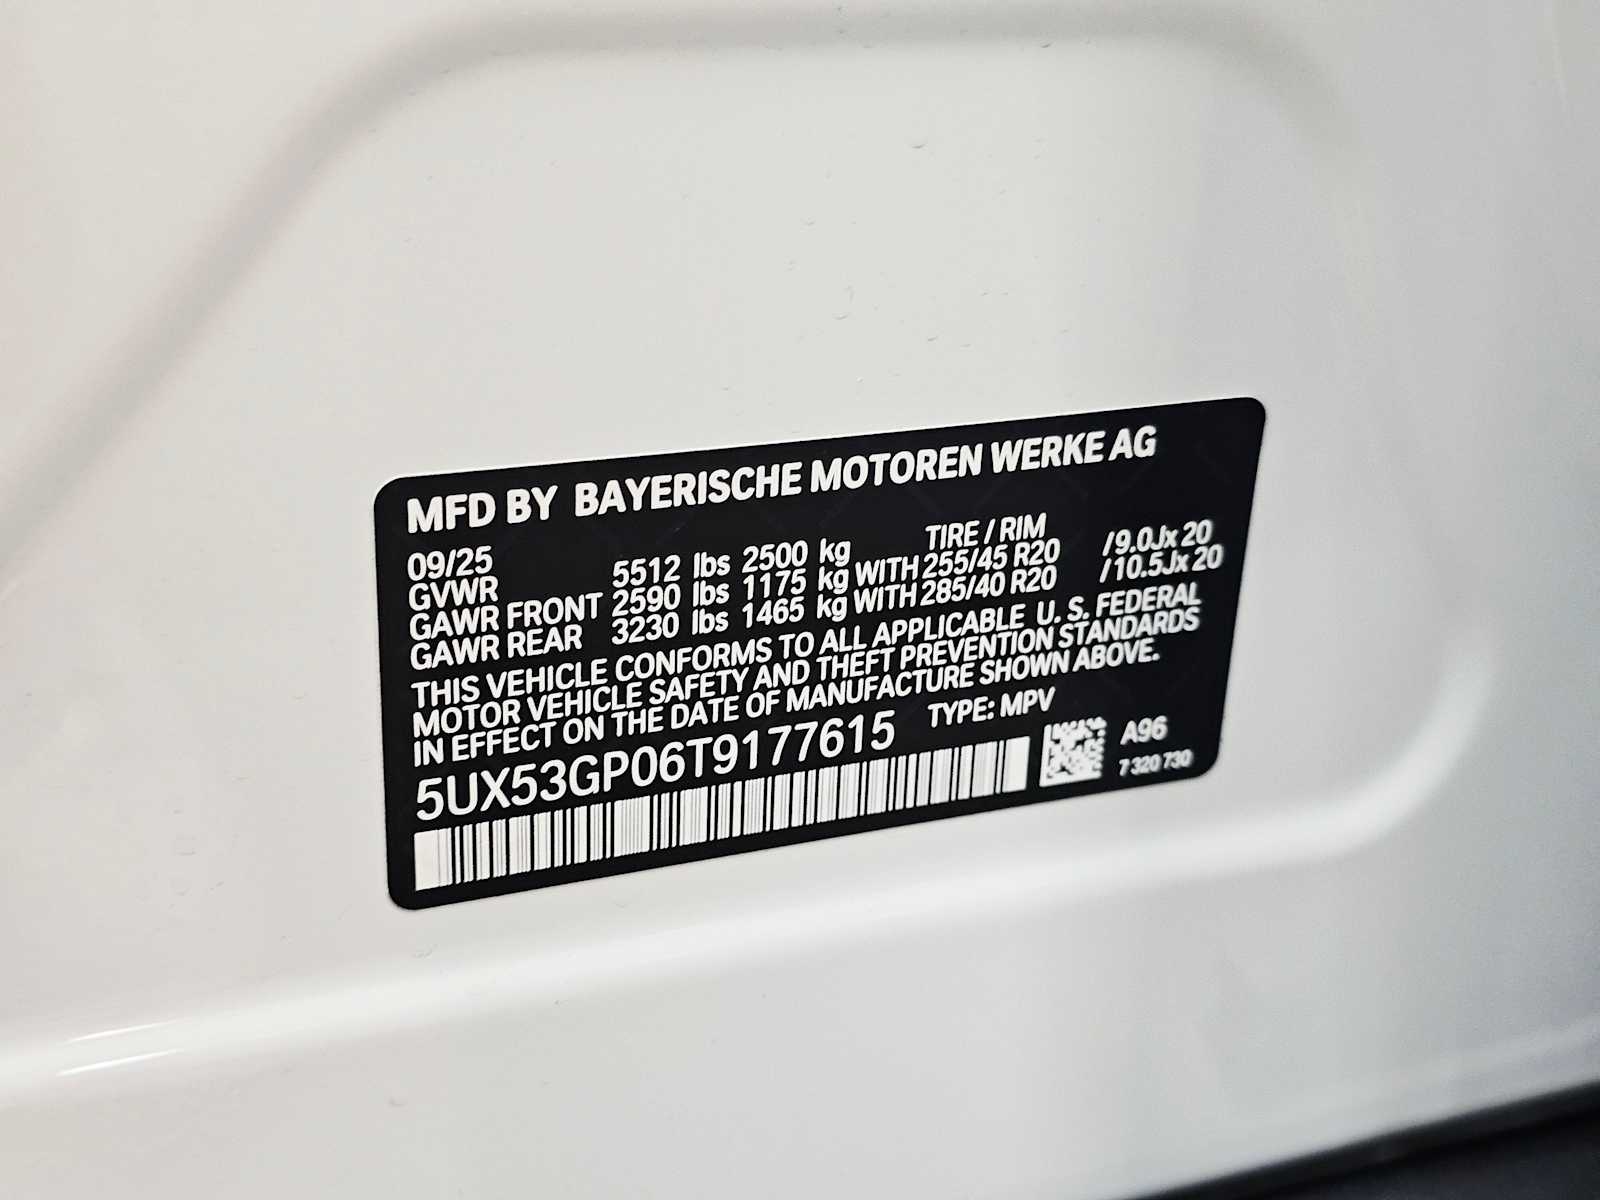 MFD BY BAYERISCHE MOTOREN WERKE AG
09/25 TIRE / RIM
GVWR 5512 lbs 2500 kg
GAWR FRONT 2590 lbs 1175 kg WITH 255/45 R20 /9.0Jx 20
GAWR REAR 3230 lbs 1465 kg WITH 285/40 R20 /10.5Jx 20
THIS VEHICLE CONFORMS TO ALL APPLICABLE U. S. FEDERAL
MOTOR VEHICLE SAFETY AND THEFT PREVENTION STANDARDS
IN EFFECT ON THE DATE OF MANUFACTURE SHOWN ABOVE.
5UX53GP06T9177615 TYPE: MPV
A96
7 320 730